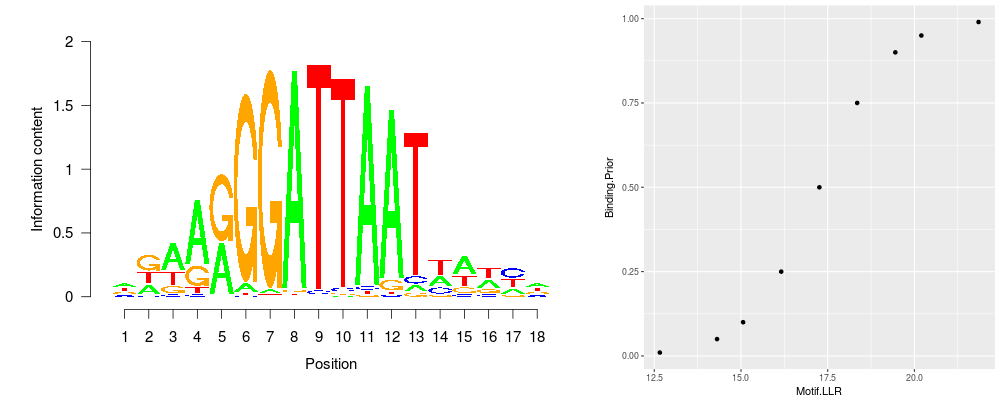 2
1.5
1
0.5
0
Information content
1 2 3 4 5 6 7 8 9 10 11 12 13 14 15 16 17 18
Position
1.00
0.75
0.50
0.25
0.00
Binding.Prior
12.5 15.0 17.5 20.0
Motif.LLR
G A A G G G A T T A A T T A T C